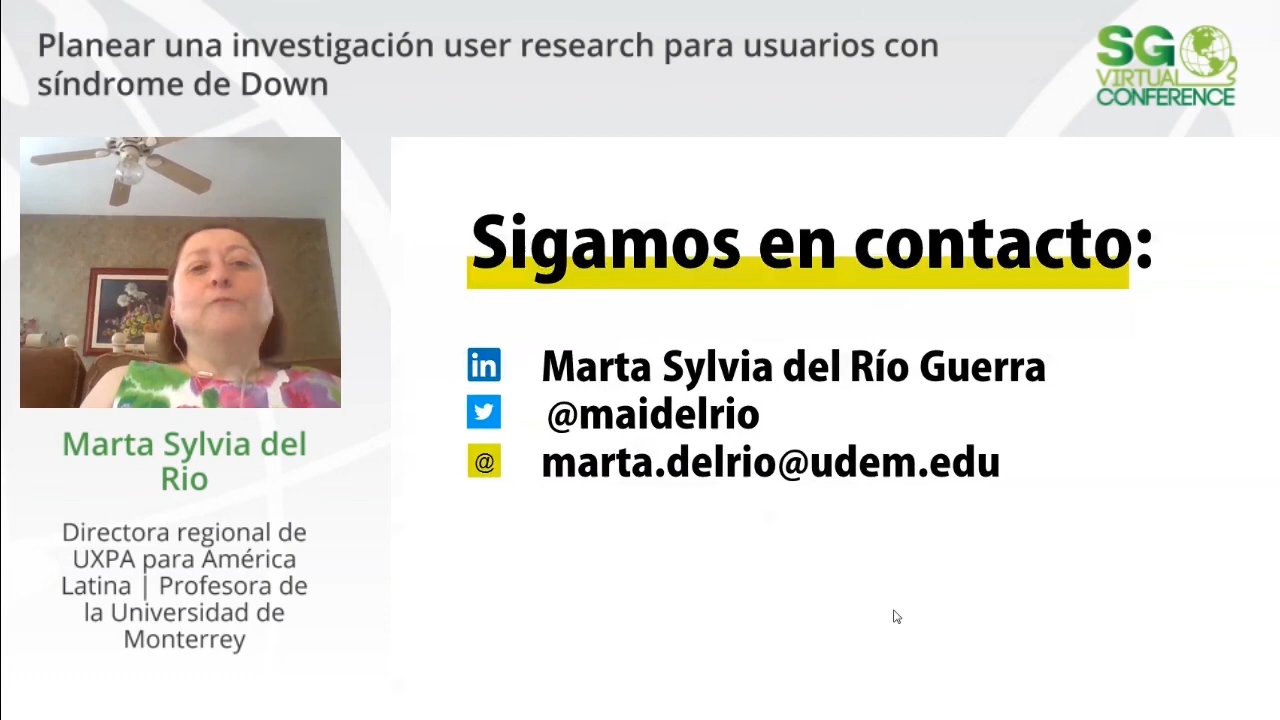 Planear una investigación user research para usuarios con
síndrome de Down
SG
VIRTUAL
CONFERENCE
Sigamos en contacto:
in Marta Sylvia del Río Guerra
@maidelrio
@ marta.delrio@udem.edu
Marta Sylvia del
Rio
Directora regional de
UXPA para América
Latina | Profesora de
la Universidad de
Monterrey